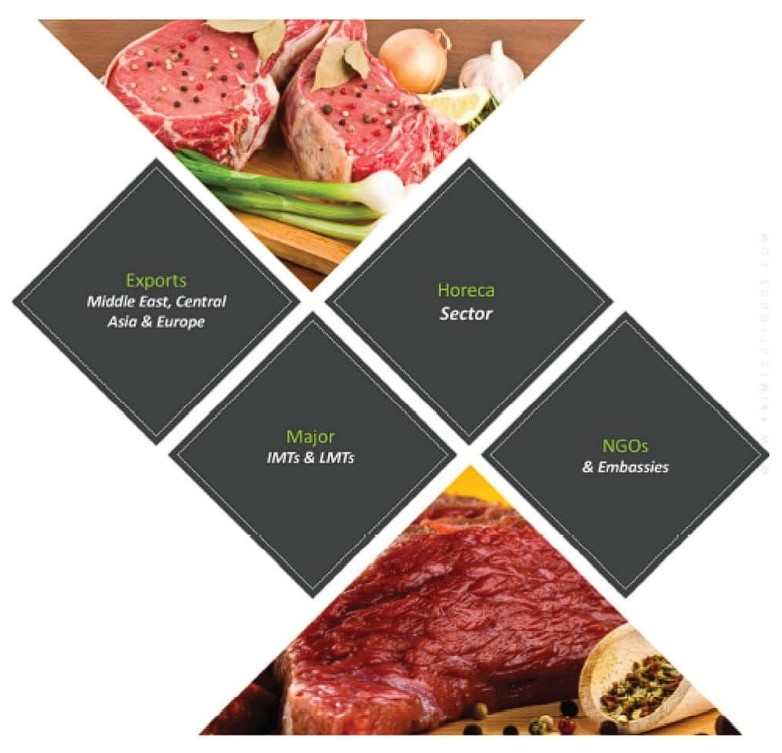 Exports
Middle East, Central
Asia & Europe
Horeca
Sector
Major
IMTs & LMTs
NGOs
& Embassies